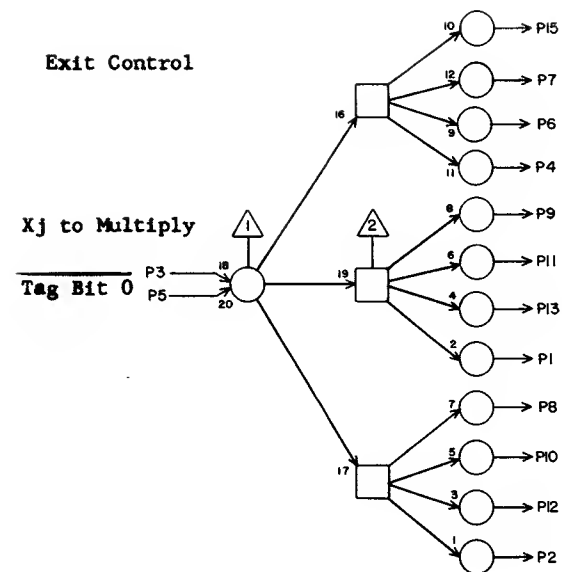 10 P15
Exit Control
12 P7
16
9 P6
11 P4
8 P9
Xj to Multiply 1 2
6 P11
P3 18 19
Tag Bit 0 P5 20
4 P13
2 P1
7 P8
5 P10
17
3 P12
1 P2